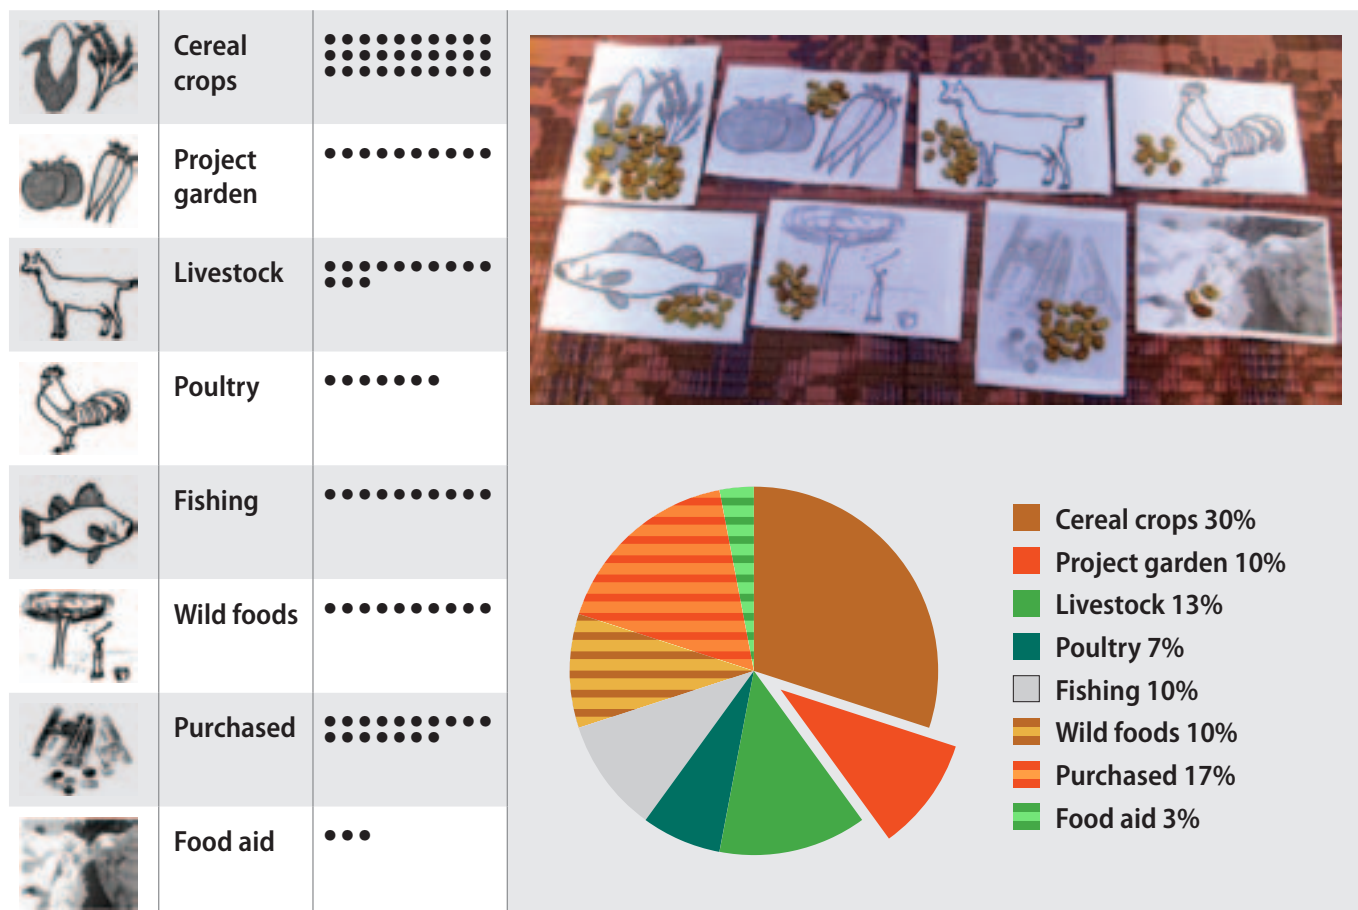 Cereal
crops
Project
garden
Livestock
Poultry
Fishing
Wild foods
Purchased
Food aid
Cereal crops 30%
Project garden 10%
Livestock 13%
Poultry 7%
Fishing 10%
Wild foods 10%
Purchased 17%
Food aid 3%